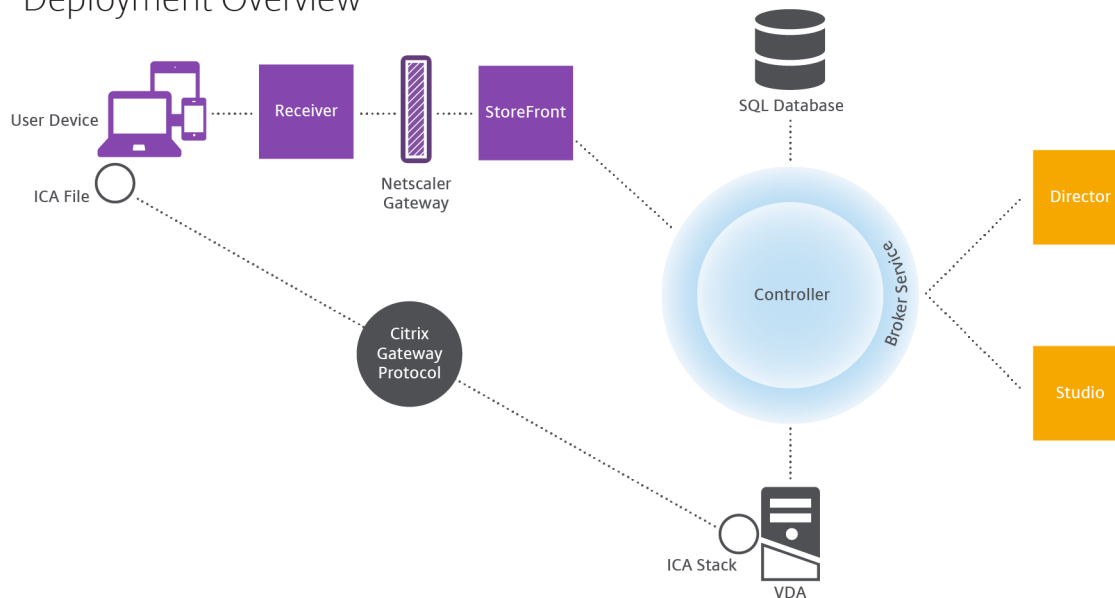 Deployment Overview
SQL Database
User Device
Receiver
StoreFront
Netscaler
Gateway
ICA File
Director
Broker Service
Controller
Citrix
Gateway
Protocol
Studio
ICA Stack
VDA